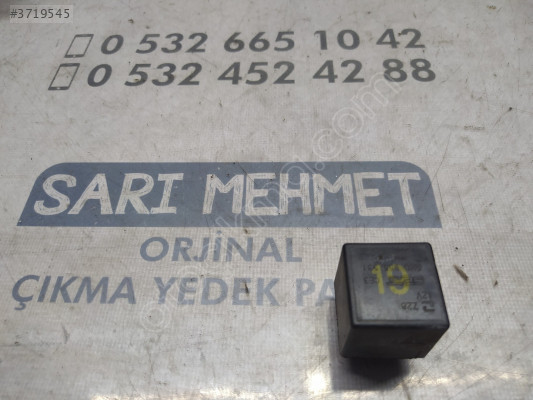 #3719545
0 532 665 10 42
0 532 452 42 88
SARI MEHMET
ORJİNAL
ÇIKMA YEDEK PA
19